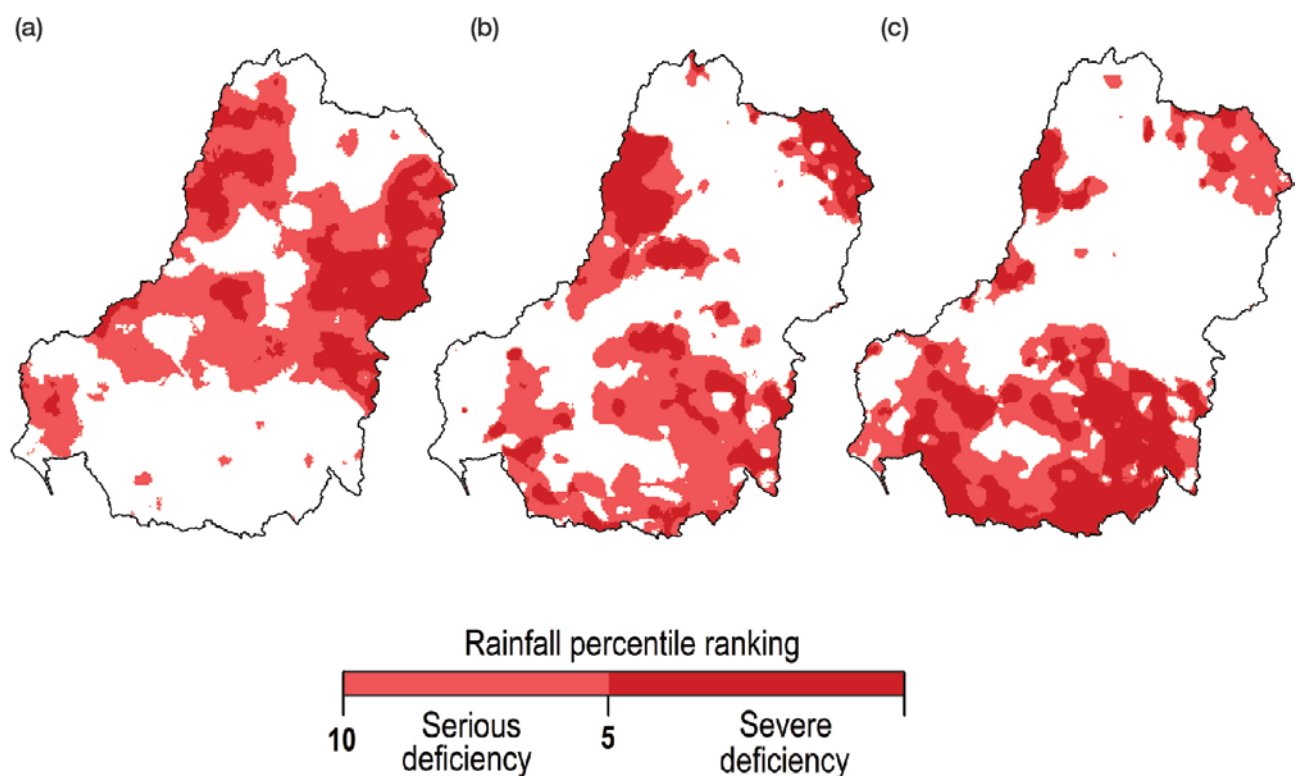 (a)
(b)
(c)
Rainfall percentile ranking
10
Serious
deficiency
5
Severe
deficiency